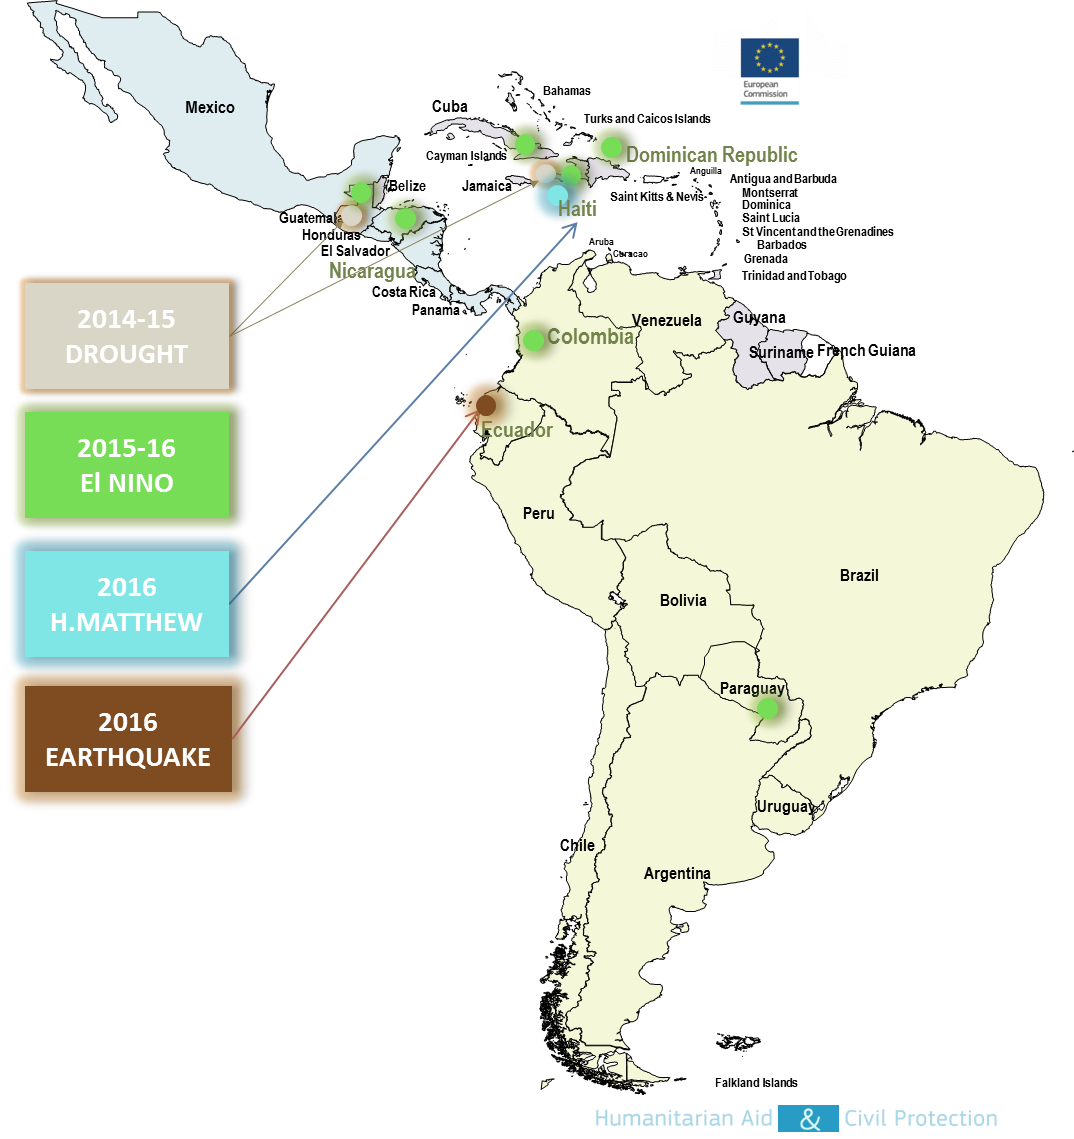 European
Commission
Mexico
Bahamas
Cuba
Turks and Caicos Islands
Cayman Islands
Dominican Republic
Anguilla
Antigua and Barbuda
Belize
Jamaica
Saint Kitts & Nevis
Montserrat
Dominica
Haiti
Guatemala
Saint Lucia
Honduras
St Vincent and the Grenadines
El Salvador
Aruba
Barbados
Curacao
Grenada
Nicaragua
Trinidad and Tobago
Costa Rica
Panama
2014-15
DROUGHT
Venezuela
Guyana
Colombia
Suriname
French Guiana
Ecuador
2015-16
El NINO
Peru
Brazil
2016
H.MATTHEW
Bolivia
Paraguay
2016
EARTHQUAKE
Uruguay
Chile
Argentina
Falkland Islands
Humanitarian Aid & Civil Protection